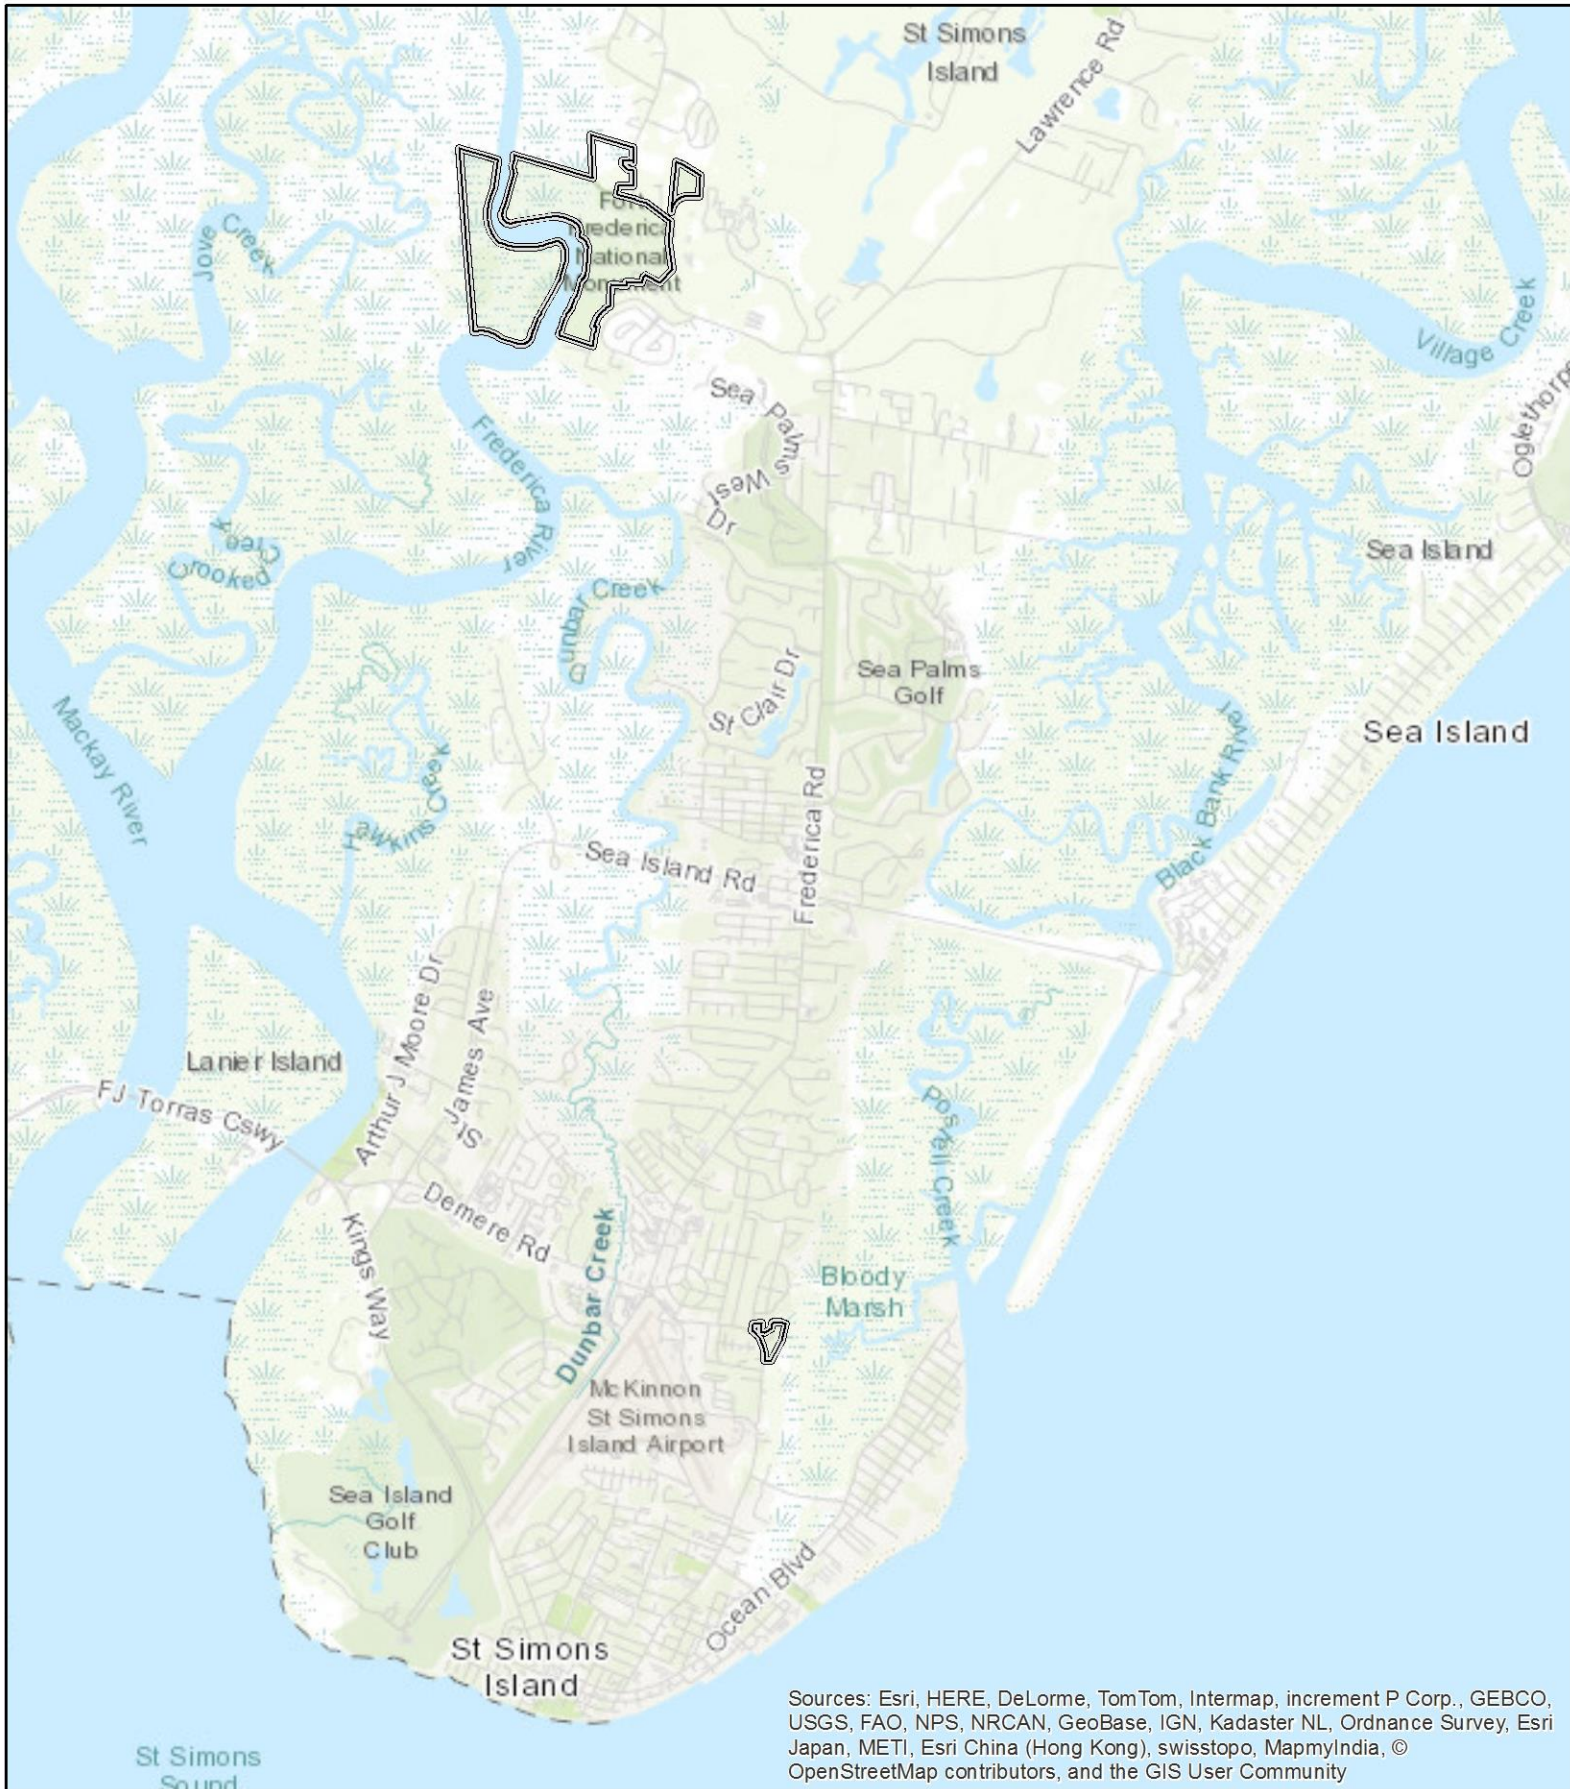 St Simons
Island
Lawrence Rd
Jove Creek
Fort
Frederica
National
Monument
Village Creek
Oglethorpe
Sea Palms West Dr
Frederica River
Crooked Creek
Sea Island
Dunbar Creek
Sea Palms
Golf
St Clair Dr
Sea Island
Mackay River
Hawkins Creek
Black Bank River
Frederica Rd
Sea Island Rd
Arthur J Moore Dr
St James Ave
Lanier Island
FJ Torras Cswy
Postell Creek
Demere Rd
Kings Way
Dunbar Creek
Bloody
Marsh
McKinnon
St Simons
Island Airport
Sea Island
Golf
Club
Ocean Blvd
St Simons
Island
St Simons
Sound
Sources: Esri, HERE, DeLorme, TomTom, Intermap, increment P Corp., GEBCO,
USGS, FAO, NPS, NRCAN, GeoBase, IGN, Kadaster NL, Ordnance Survey, Esri
Japan, METI, Esri China (Hong Kong), swisstopo, MapmyIndia, ©
OpenStreetMap contributors, and the GIS User Community